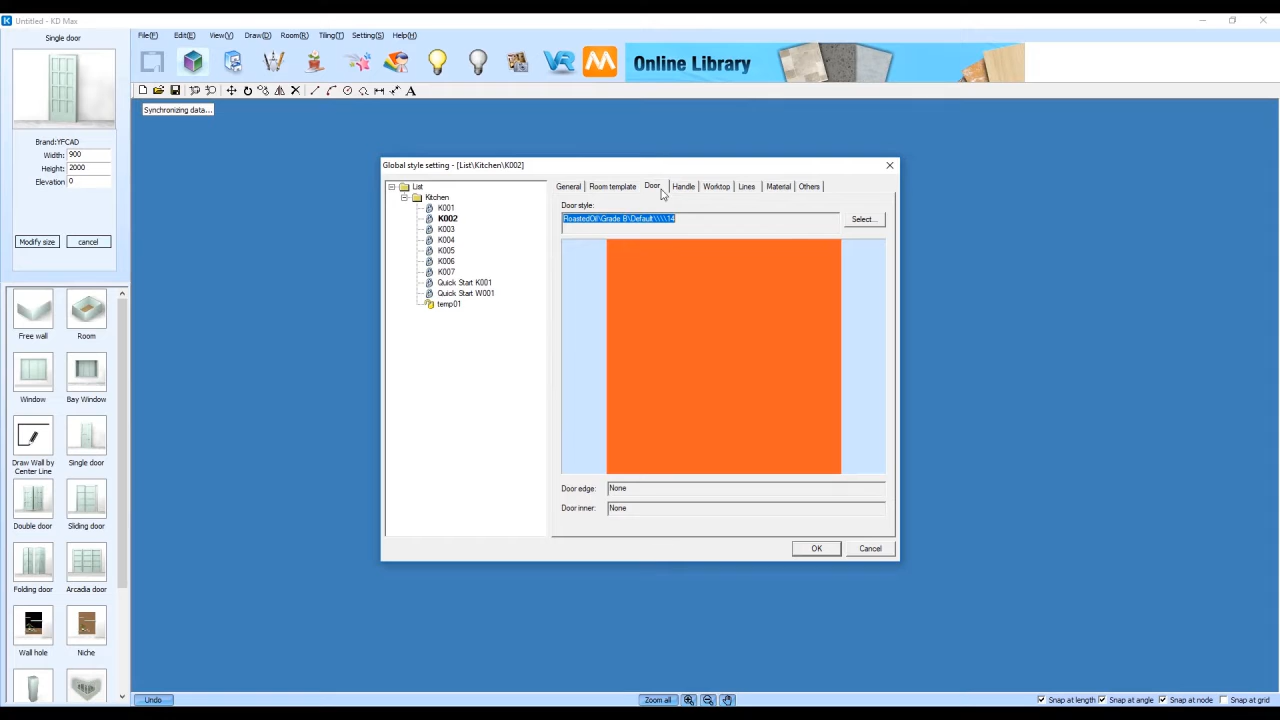 Untitled - KD Max
Single door
File(F) Edit(E) View(V) Draw(D) Room(R) Tiling(T) Setting(S) Help(H)
VR
Online Library
Synchronizing data...
Brand:YFCAD
Width: 900
Height: 2000
Elevation 0
Modify size cancel
Free wall Room
Window Bay Window
Draw Wall by Center Line Single door
Double door Sliding door
Folding door Arcadia door
Wall hole Niche
Global style setting - [List\Kitchen\K002]
List
Kitchen
K001
K002
K003
K004
K005
K006
K007
Quick Start K001
Quick Start W001
temp01
General Room template Door Handle Worktop Lines Material Others
Door style:
RoastedOil\Grade B\Default\\\\14
Select...
Door edge: None
Door inner: None
OK Cancel
Undo Zoom all Snap at length Snap at angle Snap at node Snap at grid